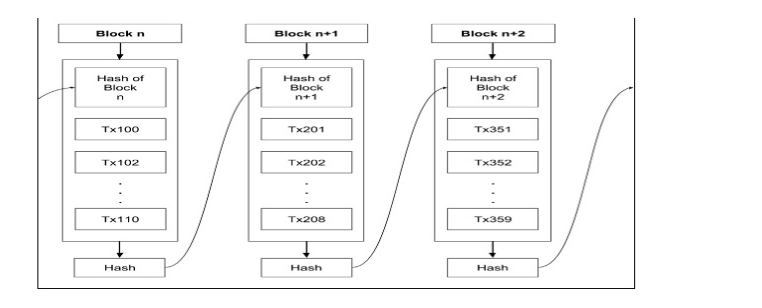 Block n
Block n+1
Block n+2
Hash of
Block
n
Hash of
Block
n+1
Hash of
Block
n+2
Tx100
Tx201
Tx351
Tx102
Tx202
Tx352
Tx110
Tx208
Tx359
Hash
Hash
Hash